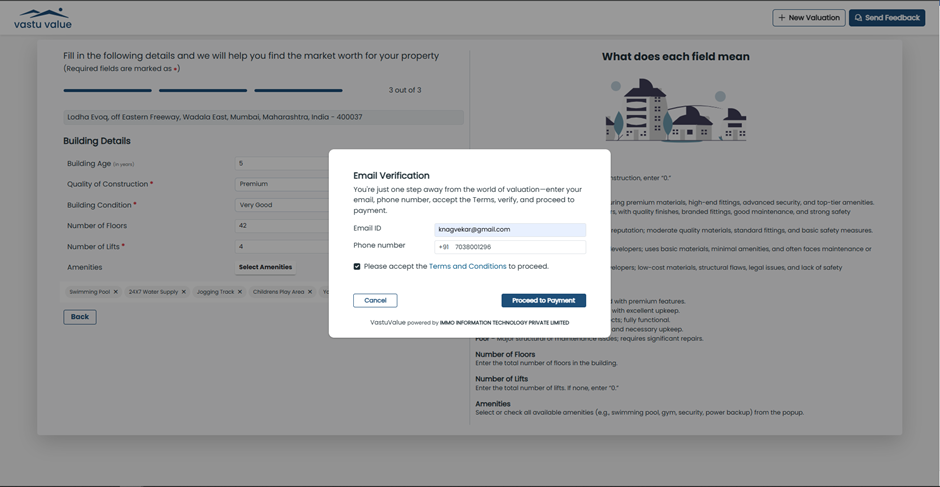 vastu value
New Valuation
Send Feedback
Fill in the following details and we will help you find the market worth for your property
(Required fields are marked as *)
3 out of 3
Lodha Evoq, off Eastern Freeway, Wadala East, Mumbai, Maharashtra, India - 400037
Building Details
Building Age (in years)
5
Quality of Construction *
Premium
Building Condition *
Very Good
Number of Floors
42
Number of Lifts *
4
Amenities
Select Amenities
Swimming Pool ✕
24X7 Water Supply ✕
Jogging Track ✕
Childrens Play Area ✕
Back
Email Verification
You're just one step away from the world of valuation—enter your
email, phone number, accept the Terms, verify, and proceed to
payment.
Email ID
knagvekar@gmail.com
Phone number
+91 7038001296
Please accept the Terms and Conditions to proceed.
Cancel
Proceed to Payment
VastuValue powered by IMMO INFORMATION TECHNOLOGY PRIVATE LIMITED
What does each field mean
nstruction, enter “0.”
uring premium materials, high-end fittings, advanced security, and top-tier amenities.
s, with quality finishes, branded fittings, good maintenance, and strong safety
d reputation; moderate quality materials, standard fittings, and basic safety measures.
developers; uses basic materials, minimal amenities, and often faces maintenance or
velopers; low-cost materials, structural flaws, legal issues, and lack of safety
d with premium features.
with excellent upkeep.
cts; fully functional.
and necessary upkeep.
Poor – Major structural or maintenance issues; requires significant repairs.
Number of Floors
Enter the total number of floors in the building.
Number of Lifts
Enter the total number of lifts. If none, enter “0.”
Amenities
Select or check all available amenities (e.g., swimming pool, gym, security, power backup) from the popup.